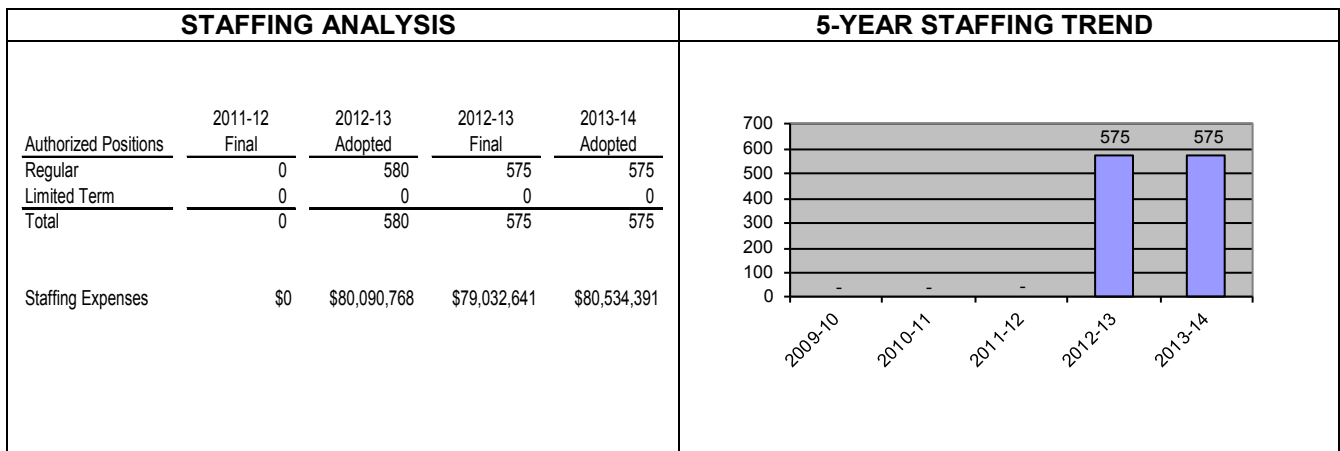 STAFFING ANALYSIS
5-YEAR STAFFING TREND
2011-12 2012-13 2012-13 2013-14
Authorized Positions Final Adopted Final Adopted
Regular 0 580 575 575
Limited Term 0 0 0 0
Total 0 580 575 575
Staffing Expenses $0 $80,090,768 $79,032,641 $80,534,391
700
600
500
400
300
200
100
0
- - - 575 575
2009-10 2010-11 2011-12 2012-13 2013-14